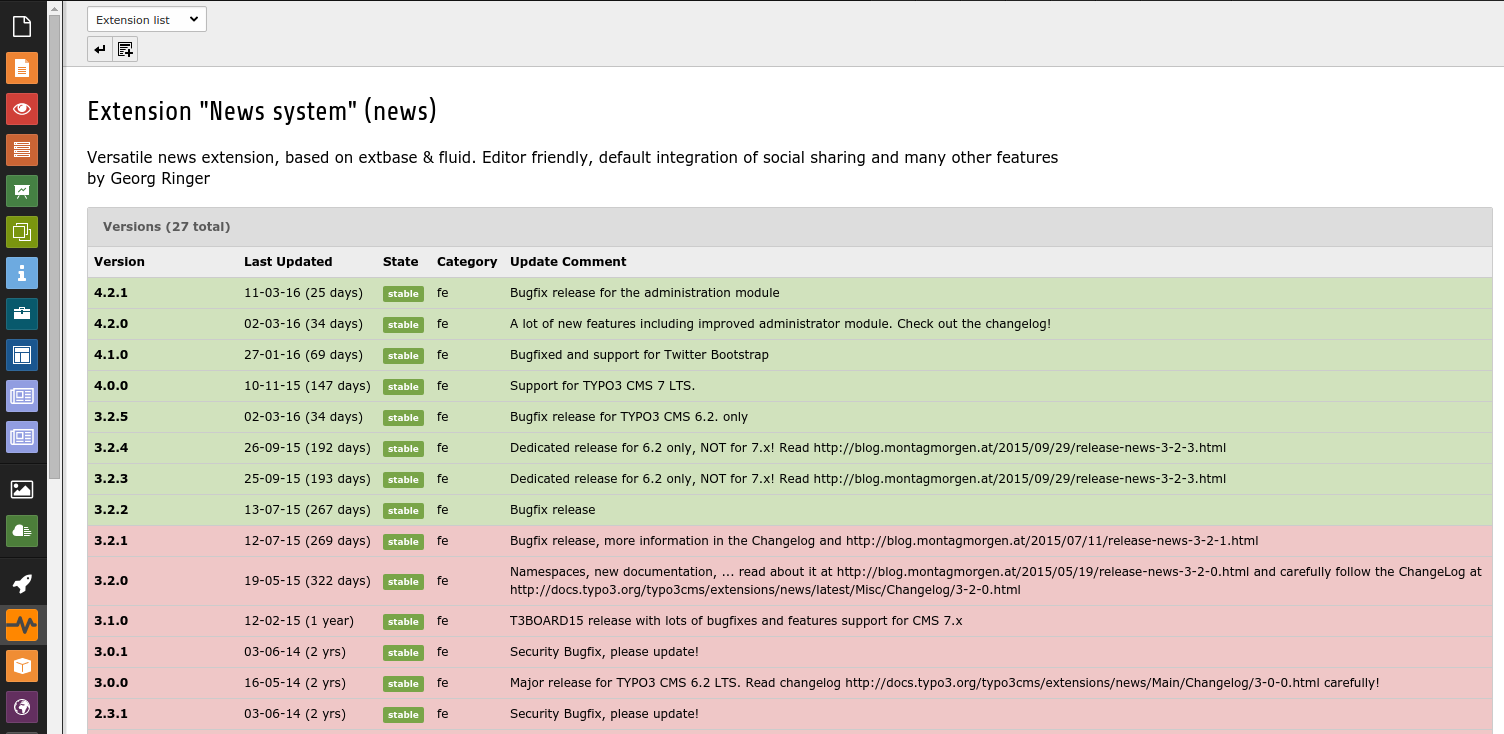 Extension list
Extension "News system" (news)
Versatile news extension, based on extbase & fluid. Editor friendly, default integration of social sharing and many other features
by Georg Ringer
Versions (27 total)
Version Last Updated State Category Update Comment
4.2.1 11-03-16 (25 days) stable fe Bugfix release for the administration module
4.2.0 02-03-16 (34 days) stable fe A lot of new features including improved administrator module. Check out the changelog!
4.1.0 27-01-16 (69 days) stable fe Bugfixed and support for Twitter Bootstrap
4.0.0 10-11-15 (147 days) stable fe Support for TYPO3 CMS 7 LTS.
3.2.5 02-03-16 (34 days) stable fe Bugfix release for TYPO3 CMS 6.2. only
3.2.4 26-09-15 (192 days) stable fe Dedicated release for 6.2 only, NOT for 7.x! Read http://blog.montagmorgen.at/2015/09/29/release-news-3-2-3.html
3.2.3 25-09-15 (193 days) stable fe Dedicated release for 6.2 only, NOT for 7.x! Read http://blog.montagmorgen.at/2015/09/29/release-news-3-2-3.html
3.2.2 13-07-15 (267 days) stable fe Bugfix release
3.2.1 12-07-15 (269 days) stable fe Bugfix release, more information in the Changelog and http://blog.montagmorgen.at/2015/07/11/release-news-3-2-1.html
3.2.0 19-05-15 (322 days) stable fe Namespaces, new documentation, ... read about it at http://blog.montagmorgen.at/2015/05/19/release-news-3-2-0.html and carefully follow the ChangeLog at
http://docs.typo3.org/typo3cms/extensions/news/latest/Misc/Changelog/3-2-0.html
3.1.0 12-02-15 (1 year) stable fe T3BOARD15 release with lots of bugfixes and features support for CMS 7.x
3.0.1 03-06-14 (2 yrs) stable fe Security Bugfix, please update!
3.0.0 16-05-14 (2 yrs) stable fe Major release for TYPO3 CMS 6.2 LTS. Read changelog http://docs.typo3.org/typo3cms/extensions/news/Main/Changelog/3-0-0.html carefully!
2.3.1 03-06-14 (2 yrs) stable fe Security Bugfix, please update!